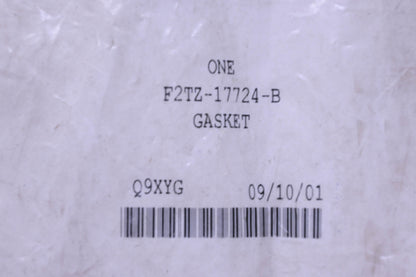 ONE
F2TZ-17724-B
GASKET
Q9XYG 09/10/01